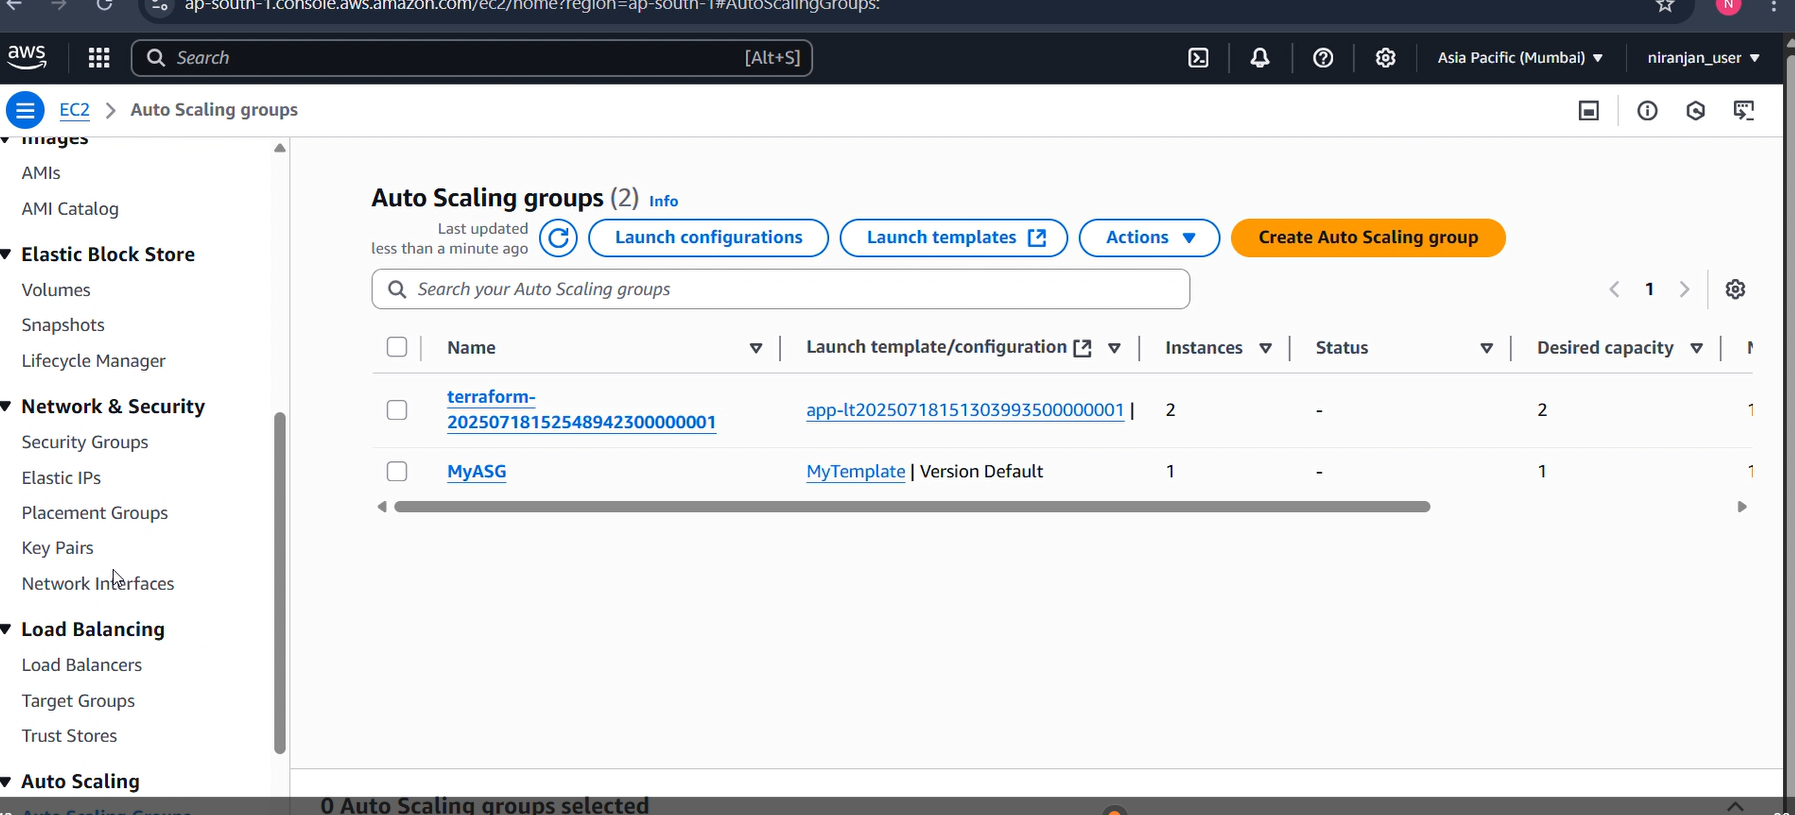 ap-south-1.console.aws.amazon.com/ec2/home?region=ap-south-1#AutoScalingGroups:
N
aws
Search
[Alt+S]
Asia Pacific (Mumbai)
niranjan_user
EC2
Auto Scaling groups
Images
AMIs
AMI Catalog
Elastic Block Store
Volumes
Snapshots
Lifecycle Manager
Network & Security
Security Groups
Elastic IPs
Placement Groups
Key Pairs
Network Interfaces
Load Balancing
Load Balancers
Target Groups
Trust Stores
Auto Scaling
Auto Scaling Groups
Auto Scaling groups (2) Info
Last updated
less than a minute ago
Launch configurations
Launch templates
Actions
Create Auto Scaling group
Search your Auto Scaling groups
1
Name
Launch template/configuration
Instances
Status
Desired capacity
terraform-
20250718152548942300000001
app-lt20250718151303993500000001 |
2
-
2
1
MyASG
MyTemplate | Version Default
1
-
1
1
0 Auto Scaling groups selected